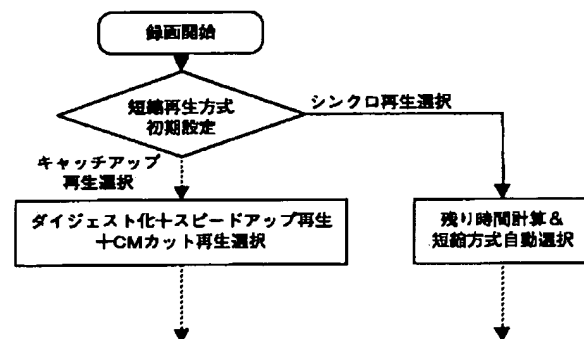 録画開始
短縮再生方式
初期設定
シンクロ再生選択
キャッチアップ
再生選択
ダイジェスト化＋スピードアップ再生
＋CMカット再生選択
残り時間計算＆
短縮方式自動選択